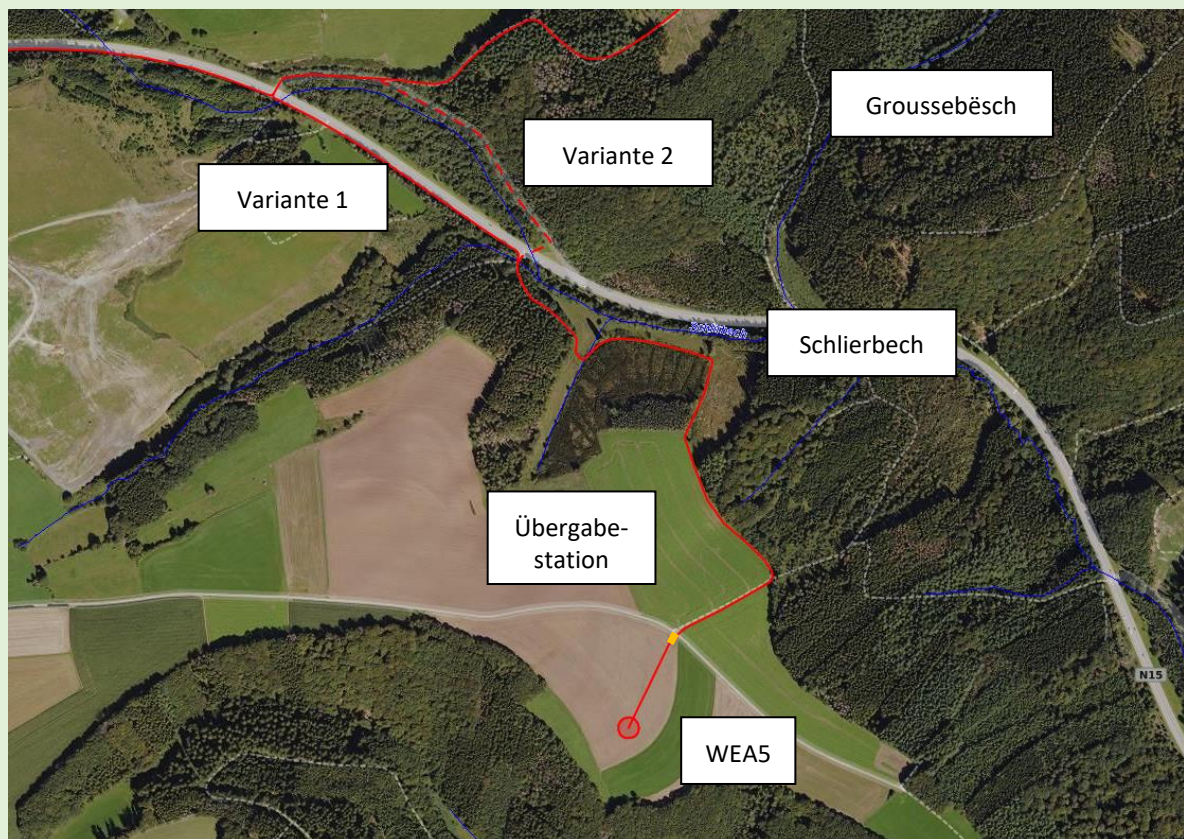 Groussebësch
Variante 2
Variante 1
Schlierbech
Übergabe-
station
N15
WEA5